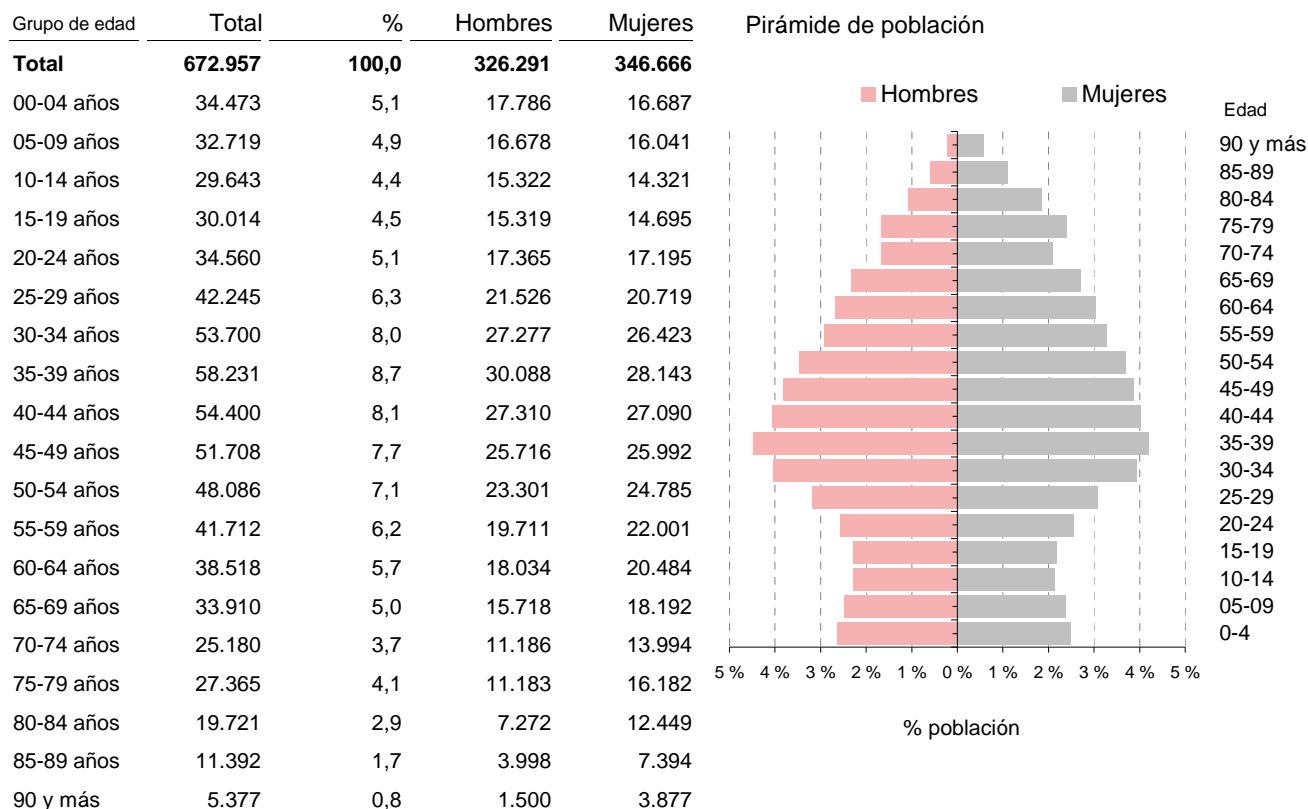 Grupo de edad Total % Hombres Mujeres
Total 672.957 100,0 326.291 346.666
00-04 años 34.473 5,1 17.786 16.687
05-09 años 32.719 4,9 16.678 16.041
10-14 años 29.643 4,4 15.322 14.321
15-19 años 30.014 4,5 15.319 14.695
20-24 años 34.560 5,1 17.365 17.195
25-29 años 42.245 6,3 21.526 20.719
30-34 años 53.700 8,0 27.277 26.423
35-39 años 58.231 8,7 30.088 28.143
40-44 años 54.400 8,1 27.310 27.090
45-49 años 51.708 7,7 25.716 25.992
50-54 años 48.086 7,1 23.301 24.785
55-59 años 41.712 6,2 19.711 22.001
60-64 años 38.518 5,7 18.034 20.484
65-69 años 33.910 5,0 15.718 18.192
70-74 años 25.180 3,7 11.186 13.994
75-79 años 27.365 4,1 11.183 16.182
80-84 años 19.721 2,9 7.272 12.449
85-89 años 11.392 1,7 3.998 7.394
90 y más 5.377 0,8 1.500 3.877
Pirámide de población
Hombres Mujeres
Edad
90 y más
85-89
80-84
75-79
70-74
65-69
60-64
55-59
50-54
45-49
40-44
35-39
30-34
25-29
20-24
15-19
10-14
05-09
0-4
5 % 4 % 3 % 2 % 1 % 0 % 1 % 2 % 3 % 4 % 5 %
% población